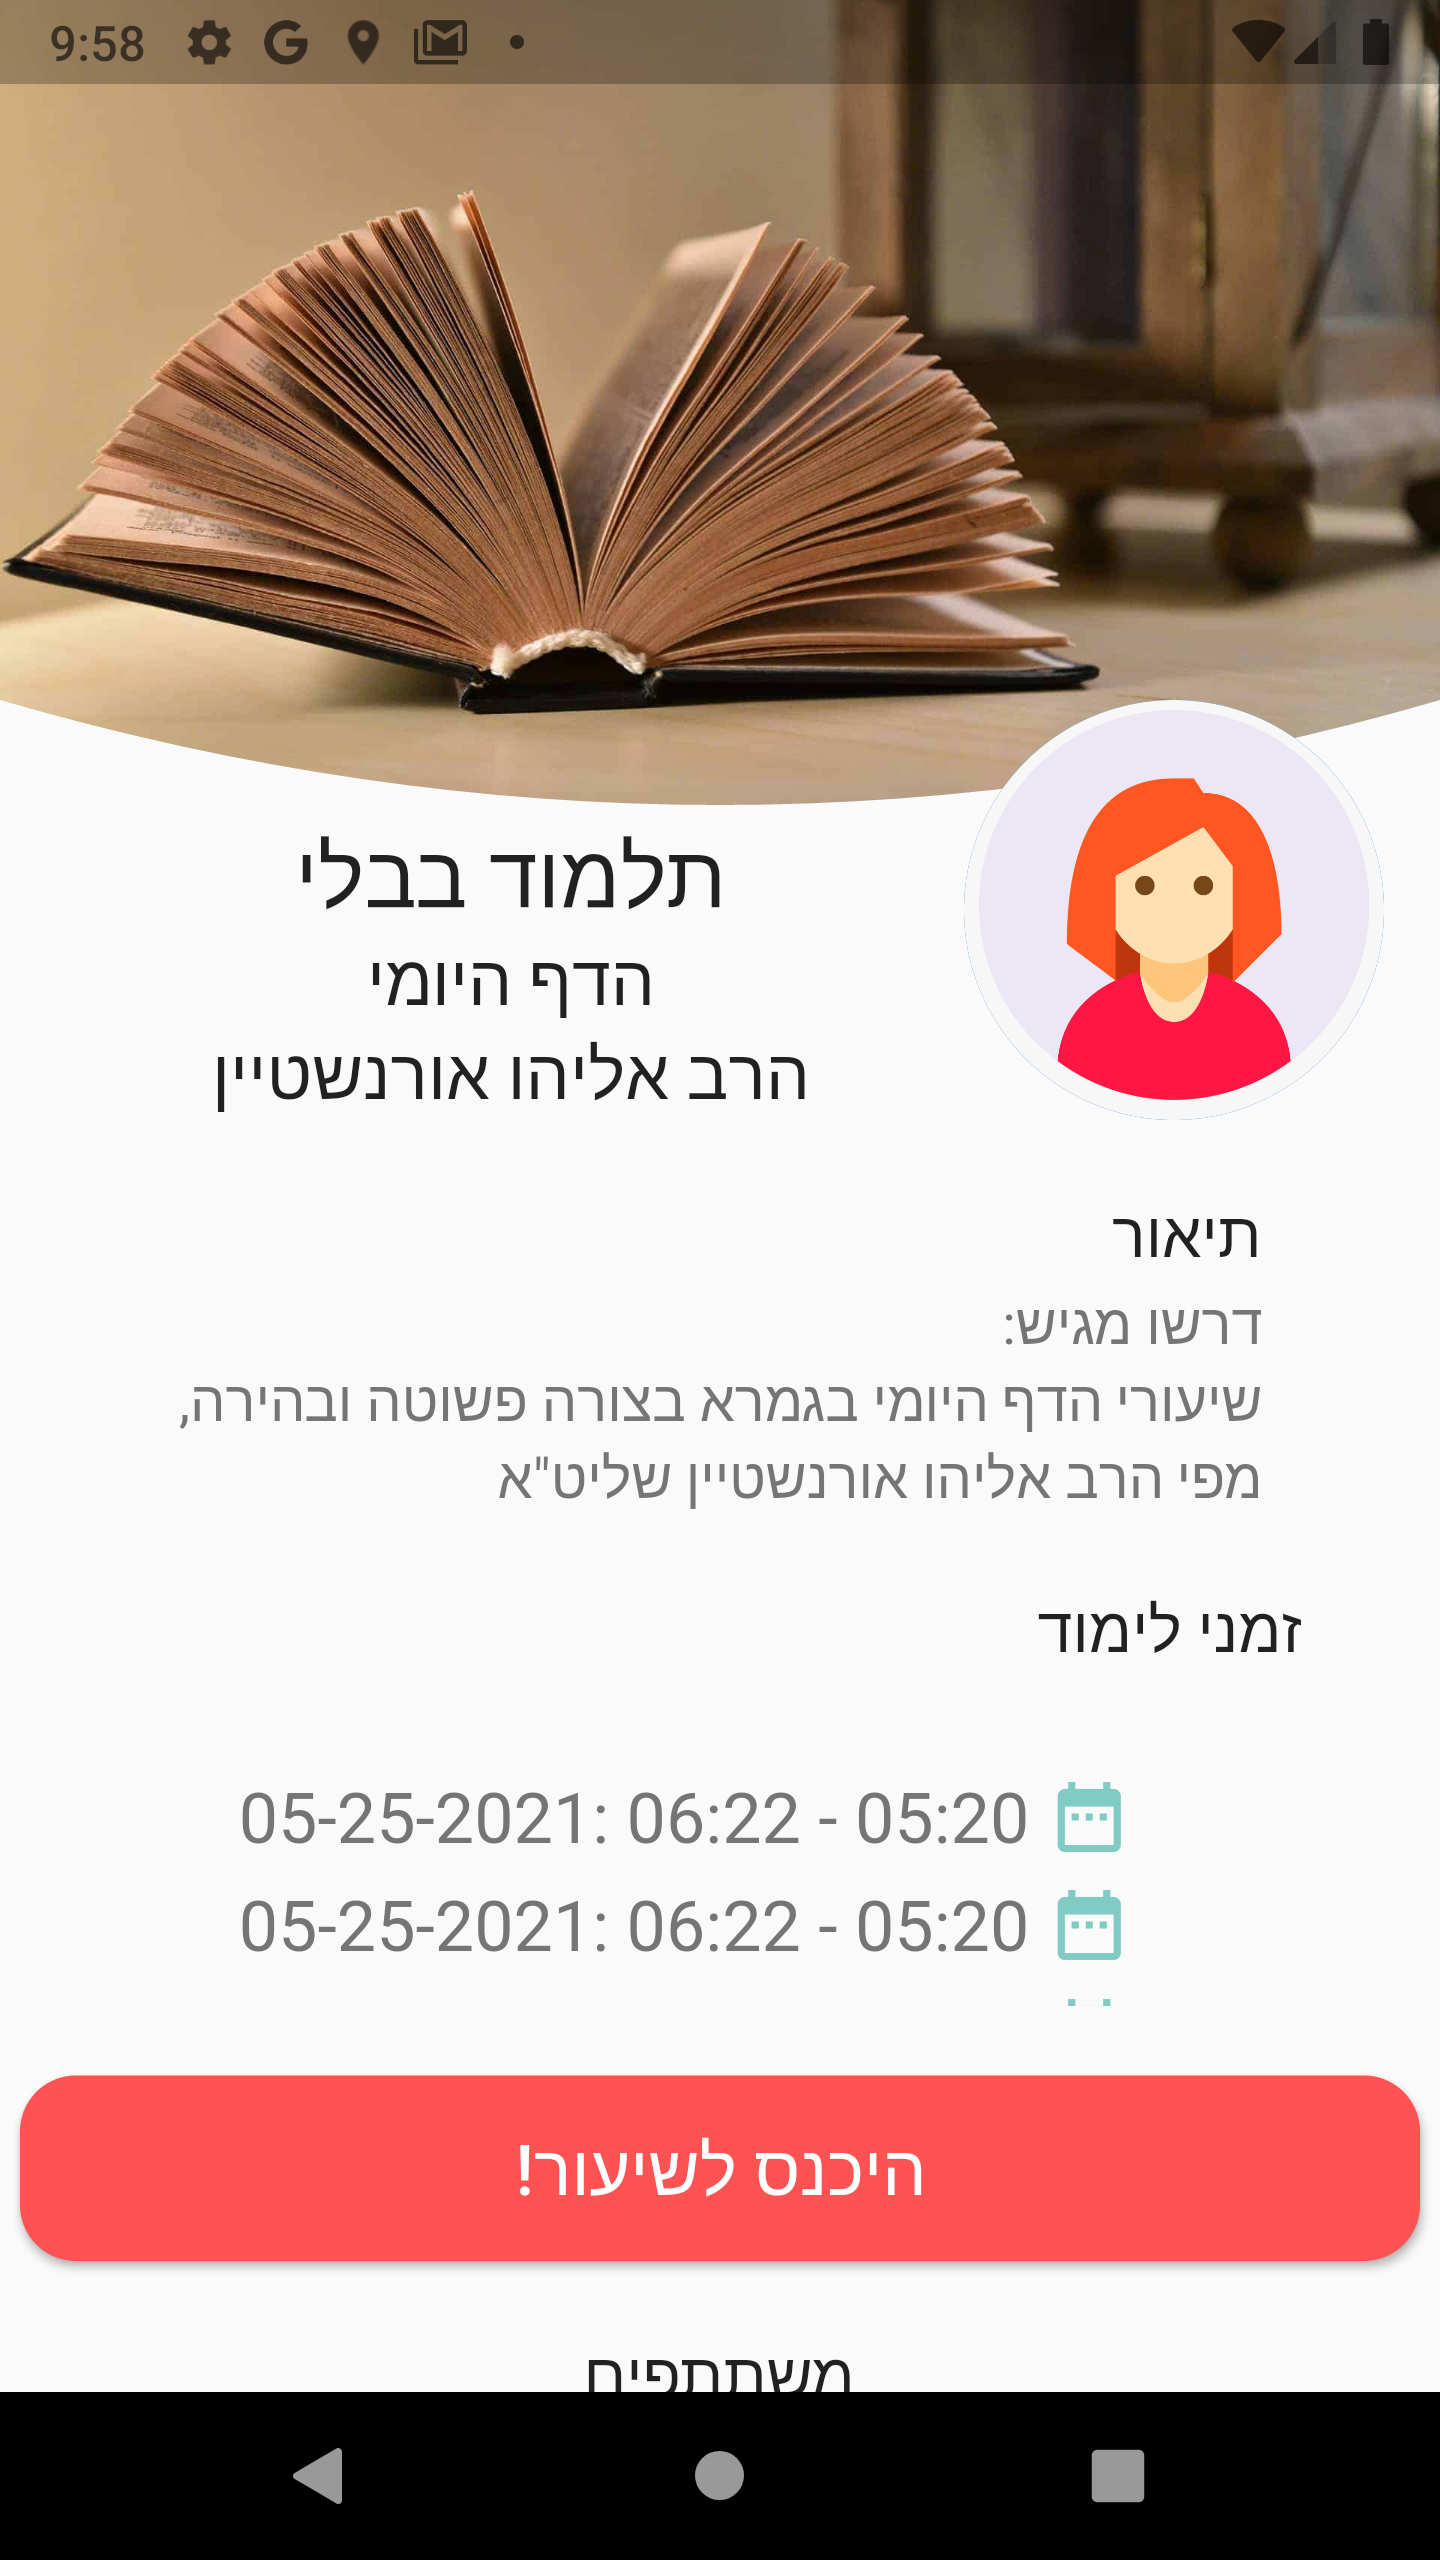 9:58
תלמוד בבלי
הדף היומי
הרב אליהו אורנשטיין
תיאור
דרשו מגיש:
שיעורי הדף היומי בגמרא בצורה פשוטה ובהירה,
מפי הרב אליהו אורנשטיין שליט"א
זמני לימוד
05-25-2021: 06:22 - 05:20
05-25-2021: 06:22 - 05:20
היכנס לשיעור!
משתתפים